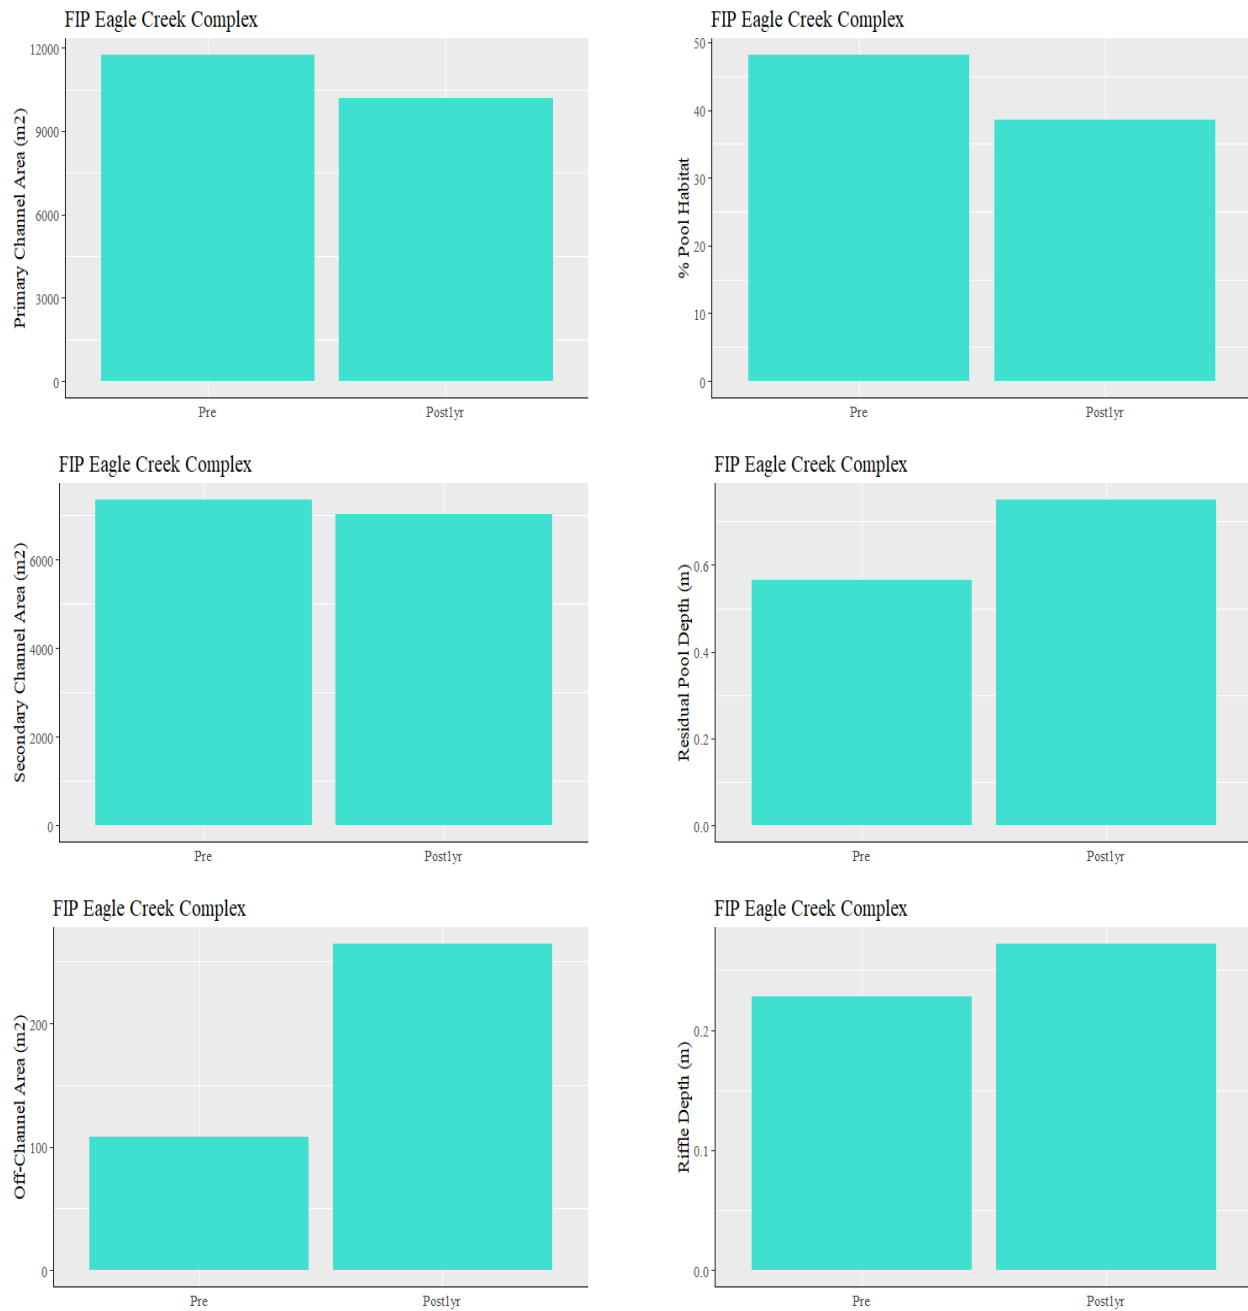 FIP Eagle Creek Complex
Primary Channel Area (m2)
12000
9000
6000
3000
0
Pre
Post1yr
FIP Eagle Creek Complex
% Pool Habitat
50
40
30
20
10
0
Pre
Post1yr
FIP Eagle Creek Complex
Secondary Channel Area (m2)
6000
4000
2000
0
Pre
Post1yr
FIP Eagle Creek Complex
Residual Pool Depth (m)
0.6
0.4
0.2
0.0
Pre
Post1yr
FIP Eagle Creek Complex
Off-Channel Area (m2)
200
100
0
Pre
Post1yr
FIP Eagle Creek Complex
Riffle Depth (m)
0.2
0.1
0.0
Pre
Post1yr